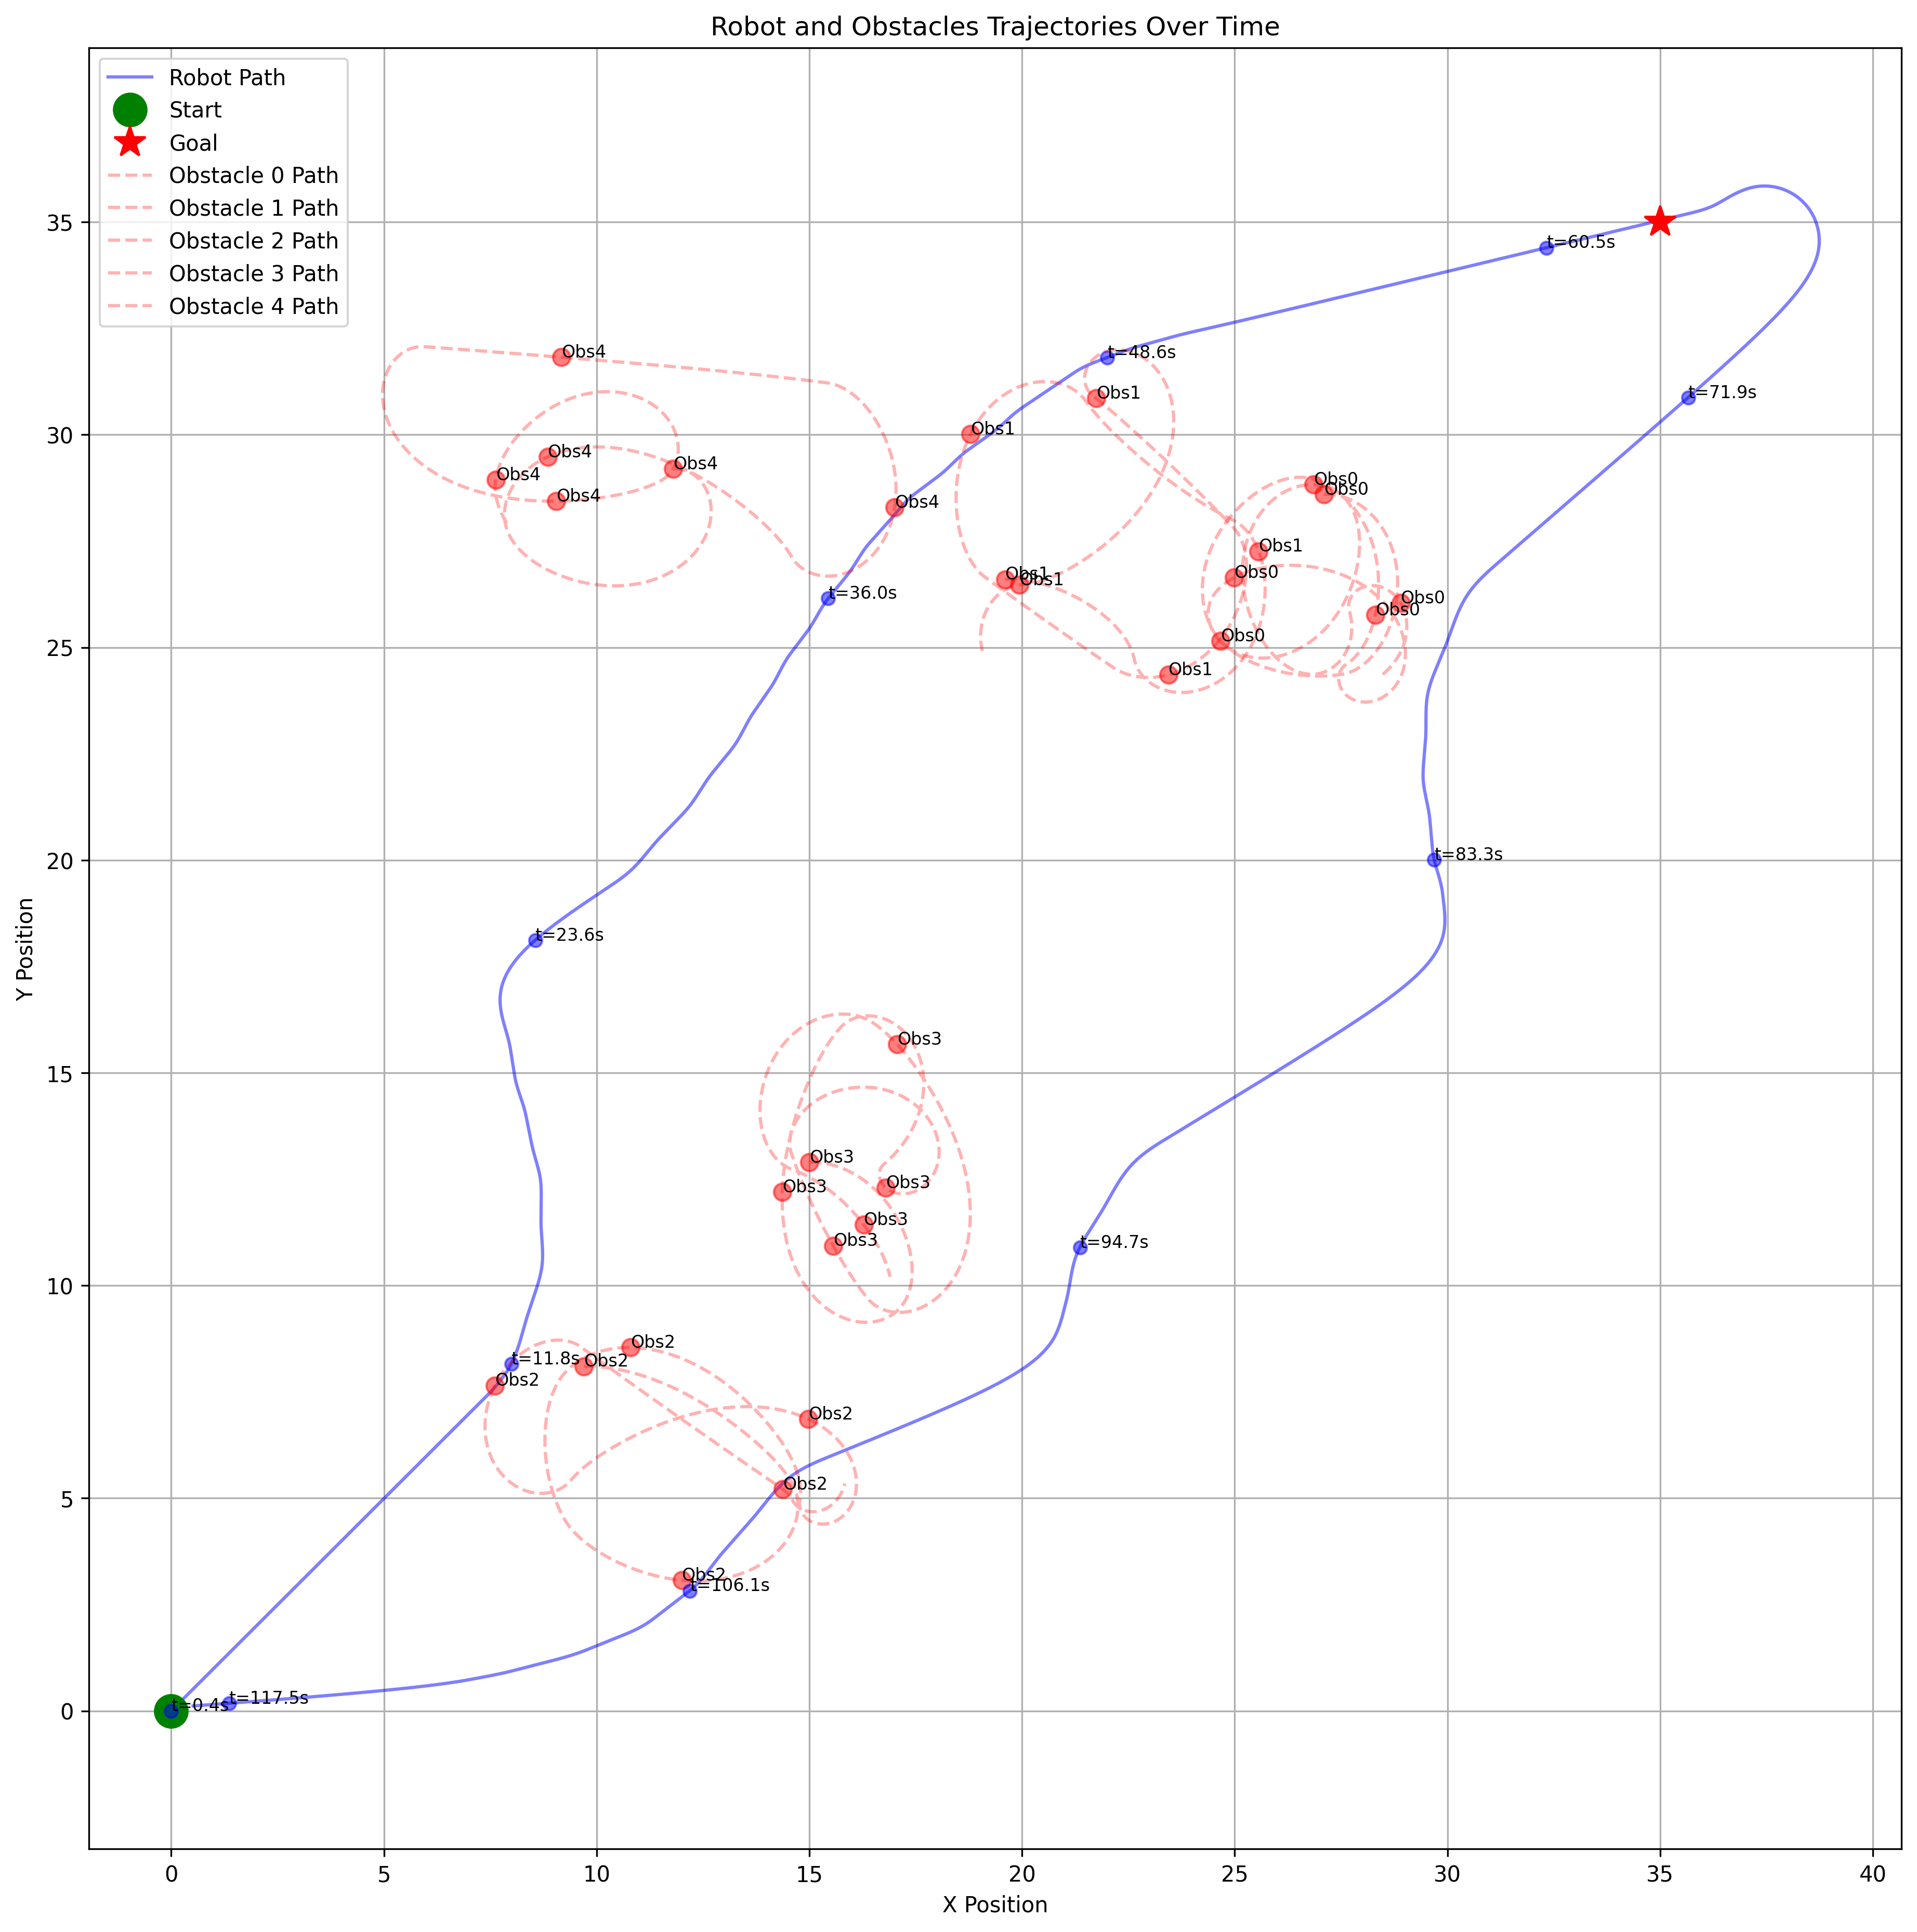 Robot and Obstacles Trajectories Over Time
Robot Path
Start
Goal
Obstacle 0 Path
Obstacle 1 Path
Obstacle 2 Path
Obstacle 3 Path
Obstacle 4 Path
35
30
25
20
15
10
5
0
Y Position
t=60.5s
Obs4
t=48.6s
Obs1
t=71.9s
Obs1
Obs4
Obs4
Obs4
Obs0
Obs0
Obs4
Obs4
Obs1
Obs1
Obs1
Obs0
t=36.0s
Obs0
Obs0
Obs0
Obs1
t=83.3s
t=23.6s
Obs3
Obs3
Obs3
Obs3
Obs3
Obs3
t=94.7s
Obs2
t=11.8s
Obs2
Obs2
Obs2
Obs2
Obs2
t=106.1s
t=0.4s
t=117.5s
0
5
10
15
20
25
30
35
40
X Position